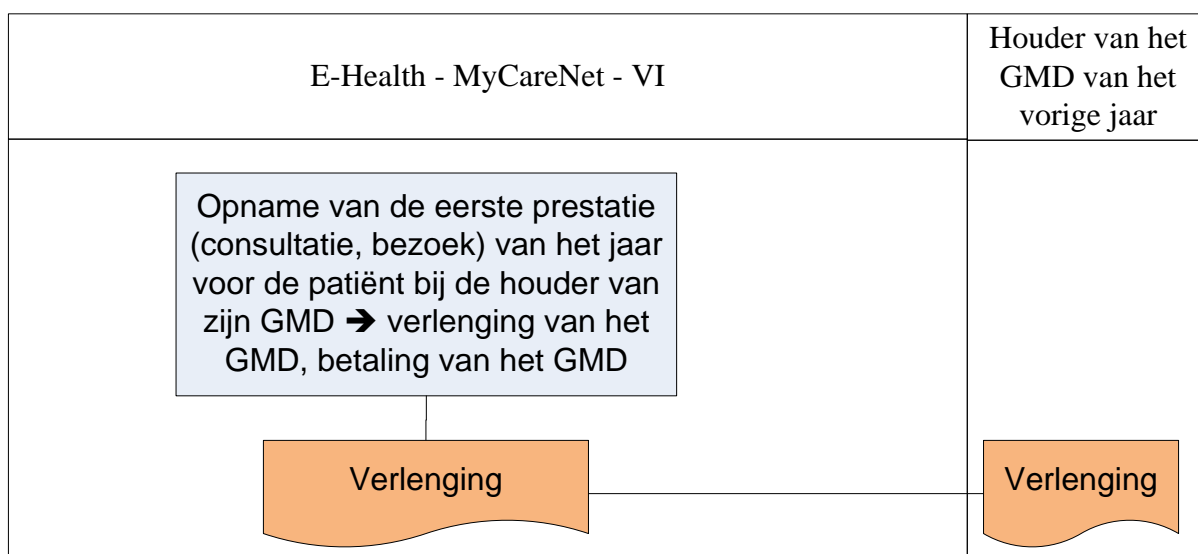 E-Health - MyCareNet - VI
Houder van het
GMD van het
vorige jaar
Opname van de eerste prestatie
(consultatie, bezoek) van het jaar
voor de patiënt bij de houder van
zijn GMD ➔ verlenging van het
GMD, betaling van het GMD
Verlenging
Verlenging